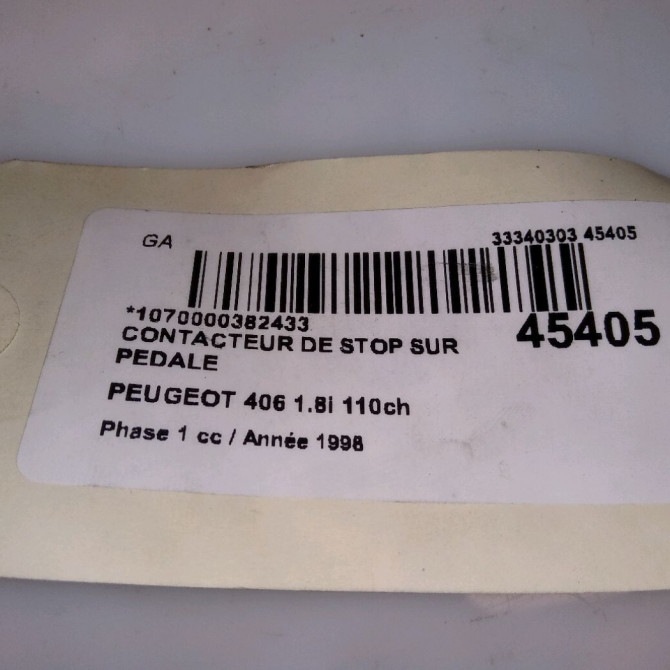 GA
33340303 45405
*1070000382433
45405
CONTACTEUR DE STOP SUR
PEDALE
PEUGEOT 406 1.8i 110ch
Phase 1 cc / Année 1998